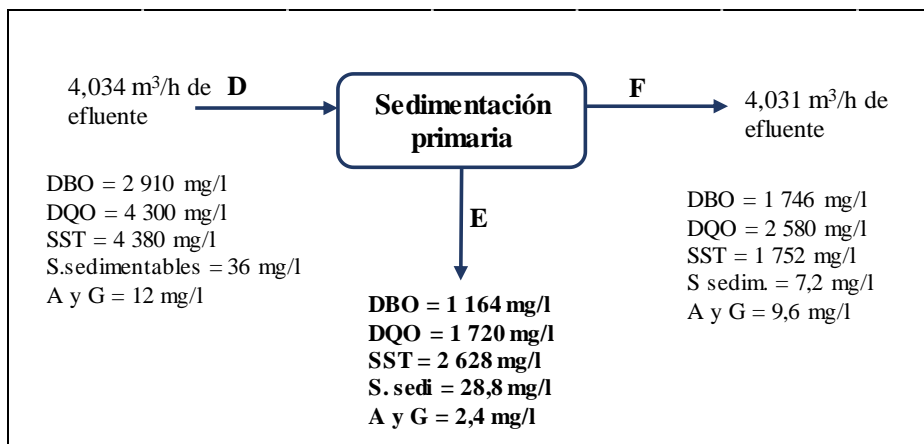 4,034 m³/h de
efluente
D
Sedimentación
primaria
F
4,031 m³/h de
efluente
DBO = 2 910 mg/l
DQO = 4 300 mg/l
SST = 4 380 mg/l
S.sedimentables = 36 mg/l
A y G = 12 mg/l
E
DBO = 1 164 mg/l
DQO = 1 720 mg/l
SST = 2 628 mg/l
S. sedi = 28,8 mg/l
A y G = 2,4 mg/l
DBO = 1 746 mg/l
DQO = 2 580 mg/l
SST = 1 752 mg/l
S sedim. = 7,2 mg/l
A y G = 9,6 mg/l